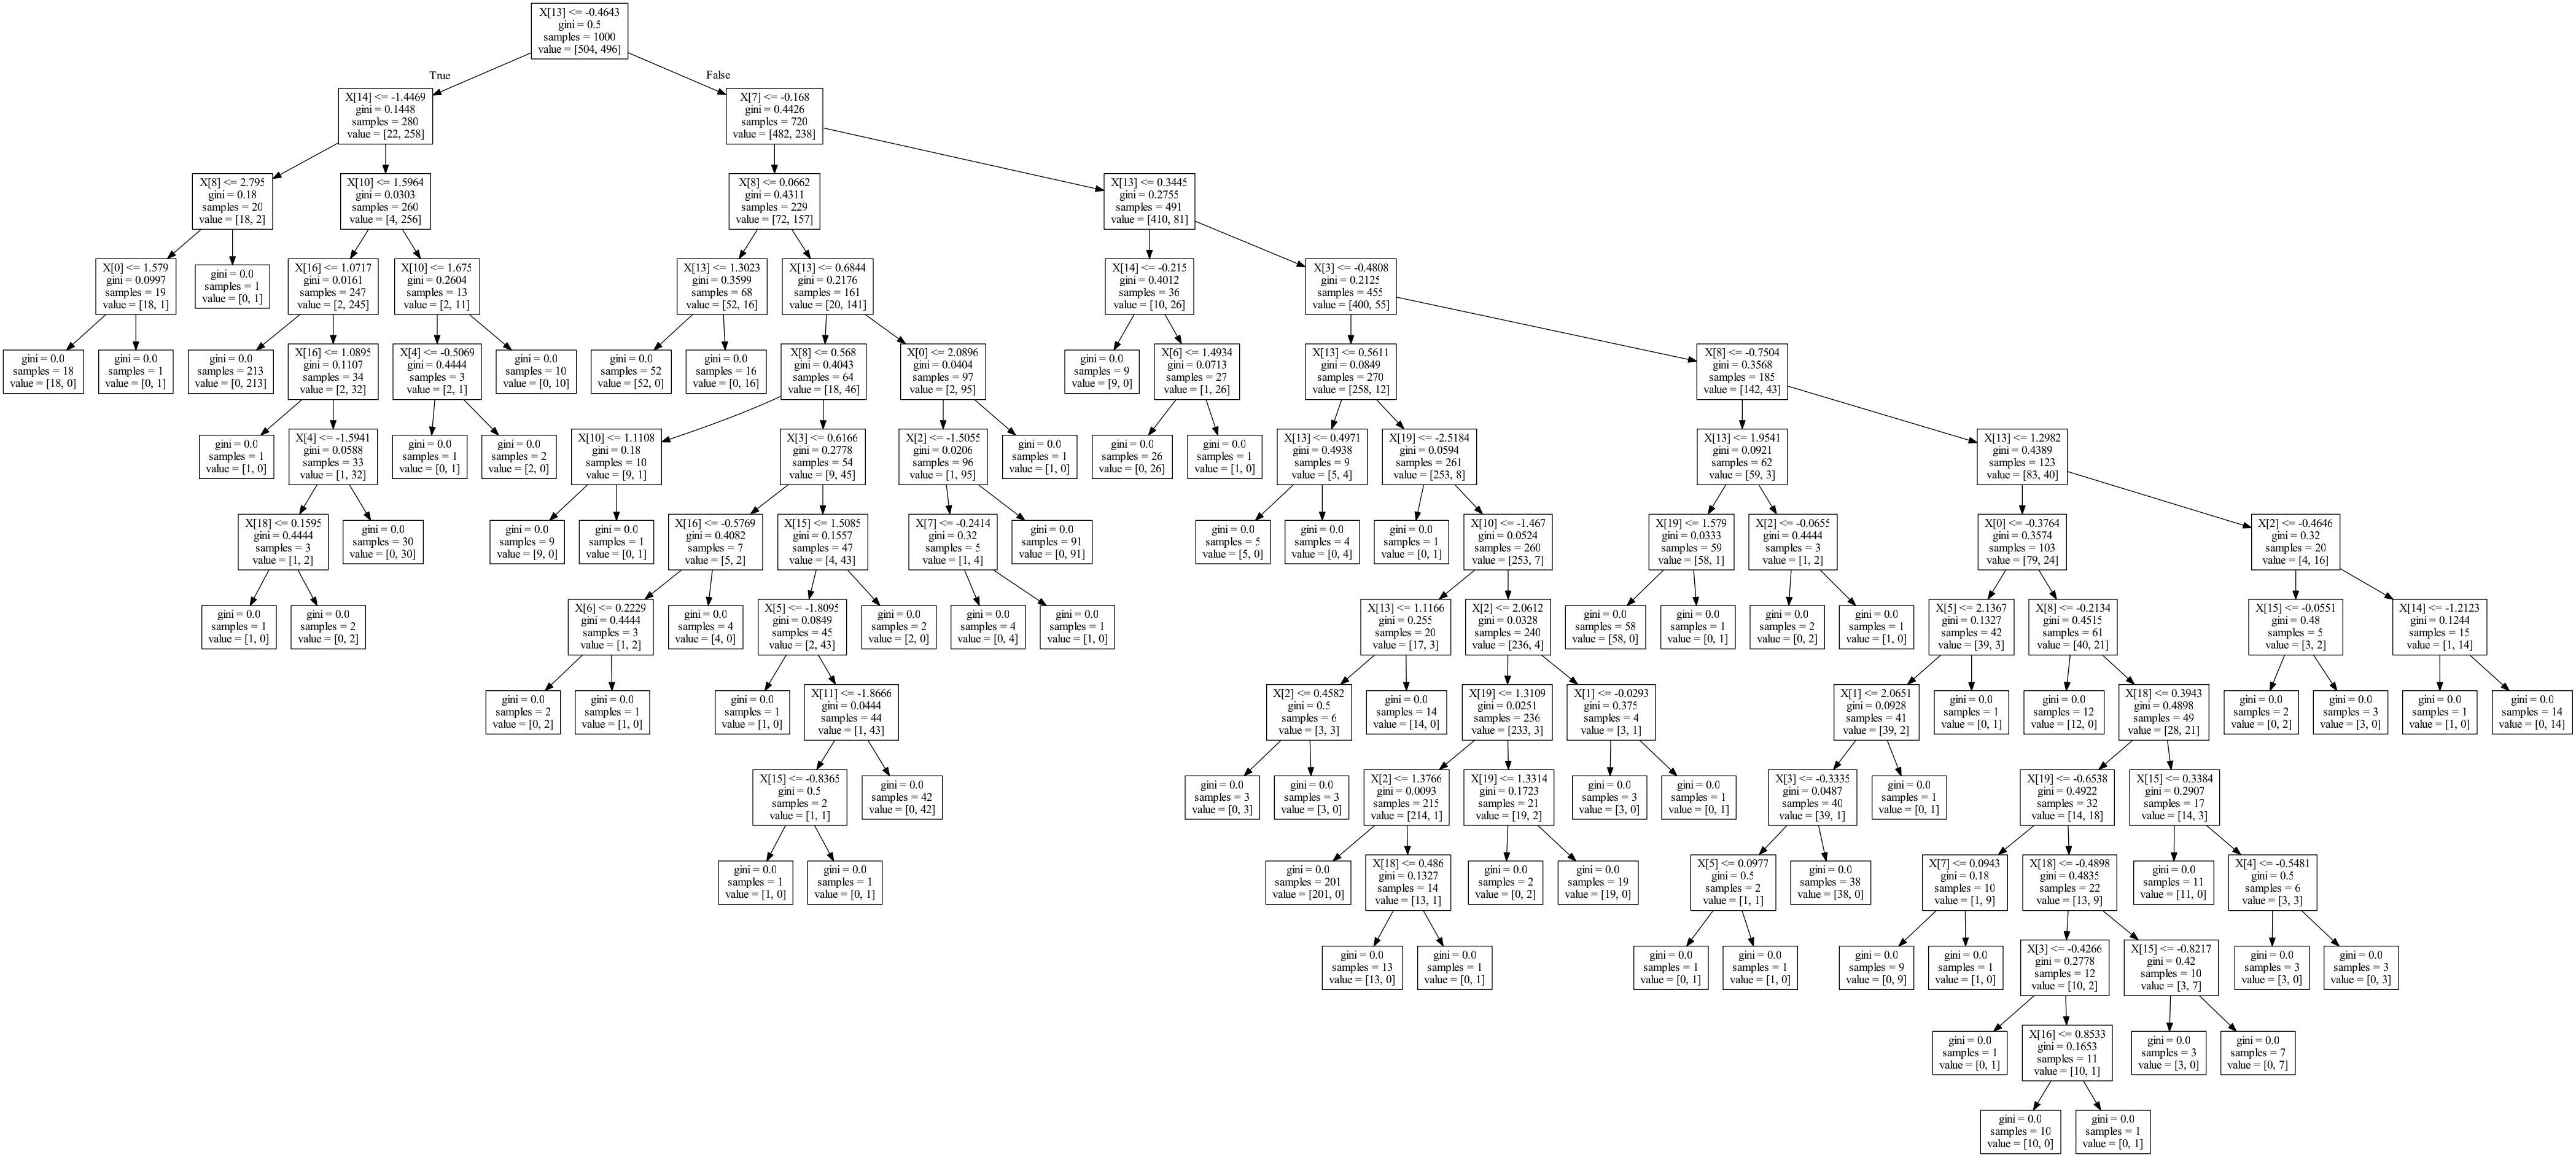 X[13] <= -0.4643
gini = 0.5
samples = 1000
value = [504, 496]
True
False
X[14] <= -1.4469
gini = 0.1448
samples = 280
value = [22, 258]
X[7] <= -0.168
gini = 0.4426
samples = 720
value = [482, 238]
X[8] <= 2.795
gini = 0.18
samples = 20
value = [18, 2]
X[10] <= 1.5964
gini = 0.0303
samples = 260
value = [4, 256]
X[8] <= 0.0662
gini = 0.4311
samples = 229
value = [72, 157]
X[13] <= 0.3445
gini = 0.2755
samples = 491
value = [410, 81]
X[0] <= 1.579
gini = 0.0997
samples = 19
value = [18, 1]
gini = 0.0
samples = 1
value = [0, 1]
X[16] <= 1.0717
gini = 0.0161
samples = 247
value = [2, 245]
X[10] <= 1.675
gini = 0.2604
samples = 13
value = [2, 11]
X[13] <= 1.3023
gini = 0.3599
samples = 68
value = [52, 16]
X[13] <= 0.6844
gini = 0.2176
samples = 161
value = [20, 141]
X[14] <= -0.215
gini = 0.4012
samples = 36
value = [10, 26]
X[3] <= -0.4808
gini = 0.2125
samples = 455
value = [400, 55]
gini = 0.0
samples = 18
value = [18, 0]
gini = 0.0
samples = 1
value = [0, 1]
gini = 0.0
samples = 213
value = [0, 213]
X[16] <= 1.0895
gini = 0.1107
samples = 34
value = [2, 32]
X[4] <= -0.5069
gini = 0.4444
samples = 3
value = [2, 1]
gini = 0.0
samples = 10
value = [0, 10]
gini = 0.0
samples = 52
value = [52, 0]
gini = 0.0
samples = 16
value = [0, 16]
X[8] <= 0.568
gini = 0.4043
samples = 64
value = [18, 46]
X[0] <= 2.0896
gini = 0.0404
samples = 97
value = [2, 95]
gini = 0.0
samples = 9
value = [9, 0]
X[6] <= 1.4934
gini = 0.0713
samples = 27
value = [1, 26]
X[13] <= 0.5611
gini = 0.0849
samples = 270
value = [258, 12]
X[8] <= -0.7504
gini = 0.3568
samples = 185
value = [142, 43]
gini = 0.0
samples = 1
value = [1, 0]
X[4] <= -1.5941
gini = 0.0588
samples = 33
value = [1, 32]
gini = 0.0
samples = 1
value = [0, 1]
gini = 0.0
samples = 2
value = [2, 0]
X[10] <= 1.1108
gini = 0.18
samples = 10
value = [9, 1]
X[3] <= 0.6166
gini = 0.2778
samples = 54
value = [9, 45]
X[2] <= -1.5055
gini = 0.0206
samples = 96
value = [1, 95]
gini = 0.0
samples = 1
value = [1, 0]
gini = 0.0
samples = 26
value = [0, 26]
gini = 0.0
samples = 1
value = [1, 0]
X[13] <= 0.4971
gini = 0.4938
samples = 9
value = [5, 4]
X[19] <= -2.5184
gini = 0.0594
samples = 261
value = [253, 8]
X[13] <= 1.9541
gini = 0.0921
samples = 62
value = [59, 3]
X[13] <= 1.2982
gini = 0.4389
samples = 123
value = [83, 40]
X[18] <= 0.1595
gini = 0.4444
samples = 3
value = [1, 2]
gini = 0.0
samples = 30
value = [0, 30]
gini = 0.0
samples = 9
value = [9, 0]
gini = 0.0
samples = 1
value = [0, 1]
X[16] <= -0.5769
gini = 0.4082
samples = 7
value = [5, 2]
X[15] <= 1.5085
gini = 0.1557
samples = 47
value = [4, 43]
X[7] <= -0.2414
gini = 0.32
samples = 5
value = [1, 4]
gini = 0.0
samples = 91
value = [0, 91]
gini = 0.0
samples = 5
value = [5, 0]
gini = 0.0
samples = 4
value = [0, 4]
gini = 0.0
samples = 1
value = [0, 1]
X[10] <= -1.467
gini = 0.0524
samples = 260
value = [253, 7]
X[19] <= 1.579
gini = 0.0333
samples = 59
value = [58, 1]
X[2] <= -0.0655
gini = 0.4444
samples = 3
value = [1, 2]
X[0] <= -0.3764
gini = 0.3574
samples = 103
value = [79, 24]
X[2] <= -0.4646
gini = 0.32
samples = 20
value = [4, 16]
gini = 0.0
samples = 1
value = [1, 0]
gini = 0.0
samples = 2
value = [0, 2]
X[6] <= 0.2229
gini = 0.4444
samples = 3
value = [1, 2]
gini = 0.0
samples = 4
value = [4, 0]
X[5] <= -1.8095
gini = 0.0849
samples = 45
value = [2, 43]
gini = 0.0
samples = 2
value = [2, 0]
gini = 0.0
samples = 4
value = [0, 4]
gini = 0.0
samples = 1
value = [1, 0]
X[13] <= 1.1166
gini = 0.255
samples = 20
value = [17, 3]
X[2] <= 2.0612
gini = 0.0328
samples = 240
value = [236, 4]
gini = 0.0
samples = 58
value = [58, 0]
gini = 0.0
samples = 1
value = [0, 1]
gini = 0.0
samples = 2
value = [0, 2]
gini = 0.0
samples = 1
value = [1, 0]
X[5] <= 2.1367
gini = 0.1327
samples = 42
value = [39, 3]
X[8] <= -0.2134
gini = 0.4515
samples = 61
value = [40, 21]
X[15] <= -0.0551
gini = 0.48
samples = 5
value = [3, 2]
X[14] <= -1.2123
gini = 0.1244
samples = 15
value = [1, 14]
gini = 0.0
samples = 2
value = [0, 2]
gini = 0.0
samples = 1
value = [1, 0]
gini = 0.0
samples = 1
value = [1, 0]
X[11] <= -1.8666
gini = 0.0444
samples = 44
value = [1, 43]
X[2] <= 0.4582
gini = 0.5
samples = 6
value = [3, 3]
gini = 0.0
samples = 14
value = [14, 0]
X[19] <= 1.3109
gini = 0.0251
samples = 236
value = [233, 3]
X[1] <= -0.0293
gini = 0.375
samples = 4
value = [3, 1]
X[1] <= 2.0651
gini = 0.0928
samples = 41
value = [39, 2]
gini = 0.0
samples = 1
value = [0, 1]
gini = 0.0
samples = 12
value = [12, 0]
X[18] <= 0.3943
gini = 0.4898
samples = 49
value = [28, 21]
gini = 0.0
samples = 2
value = [0, 2]
gini = 0.0
samples = 3
value = [3, 0]
gini = 0.0
samples = 1
value = [1, 0]
gini = 0.0
samples = 14
value = [0, 14]
X[15] <= -0.8365
gini = 0.5
samples = 2
value = [1, 1]
gini = 0.0
samples = 42
value = [0, 42]
gini = 0.0
samples = 3
value = [0, 3]
gini = 0.0
samples = 3
value = [3, 0]
X[2] <= 1.3766
gini = 0.0093
samples = 215
value = [214, 1]
X[19] <= 1.3314
gini = 0.1723
samples = 21
value = [19, 2]
gini = 0.0
samples = 3
value = [3, 0]
gini = 0.0
samples = 1
value = [0, 1]
X[3] <= -0.3335
gini = 0.0487
samples = 40
value = [39, 1]
gini = 0.0
samples = 1
value = [0, 1]
X[19] <= -0.6538
gini = 0.4922
samples = 32
value = [14, 18]
X[15] <= 0.3384
gini = 0.2907
samples = 17
value = [14, 3]
gini = 0.0
samples = 1
value = [1, 0]
gini = 0.0
samples = 1
value = [0, 1]
gini = 0.0
samples = 201
value = [201, 0]
X[18] <= 0.486
gini = 0.1327
samples = 14
value = [13, 1]
gini = 0.0
samples = 2
value = [0, 2]
gini = 0.0
samples = 19
value = [19, 0]
X[5] <= 0.0977
gini = 0.5
samples = 2
value = [1, 1]
gini = 0.0
samples = 38
value = [38, 0]
X[7] <= 0.0943
gini = 0.18
samples = 10
value = [1, 9]
X[18] <= -0.4898
gini = 0.4835
samples = 22
value = [13, 9]
gini = 0.0
samples = 11
value = [11, 0]
X[4] <= -0.5481
gini = 0.5
samples = 6
value = [3, 3]
gini = 0.0
samples = 13
value = [13, 0]
gini = 0.0
samples = 1
value = [0, 1]
gini = 0.0
samples = 1
value = [0, 1]
gini = 0.0
samples = 1
value = [1, 0]
gini = 0.0
samples = 9
value = [0, 9]
gini = 0.0
samples = 1
value = [1, 0]
X[3] <= -0.4266
gini = 0.2778
samples = 12
value = [10, 2]
X[15] <= -0.8217
gini = 0.42
samples = 10
value = [3, 7]
gini = 0.0
samples = 3
value = [3, 0]
gini = 0.0
samples = 3
value = [0, 3]
gini = 0.0
samples = 1
value = [0, 1]
X[16] <= 0.8533
gini = 0.1653
samples = 11
value = [10, 1]
gini = 0.0
samples = 3
value = [3, 0]
gini = 0.0
samples = 7
value = [0, 7]
gini = 0.0
samples = 10
value = [10, 0]
gini = 0.0
samples = 1
value = [0, 1]